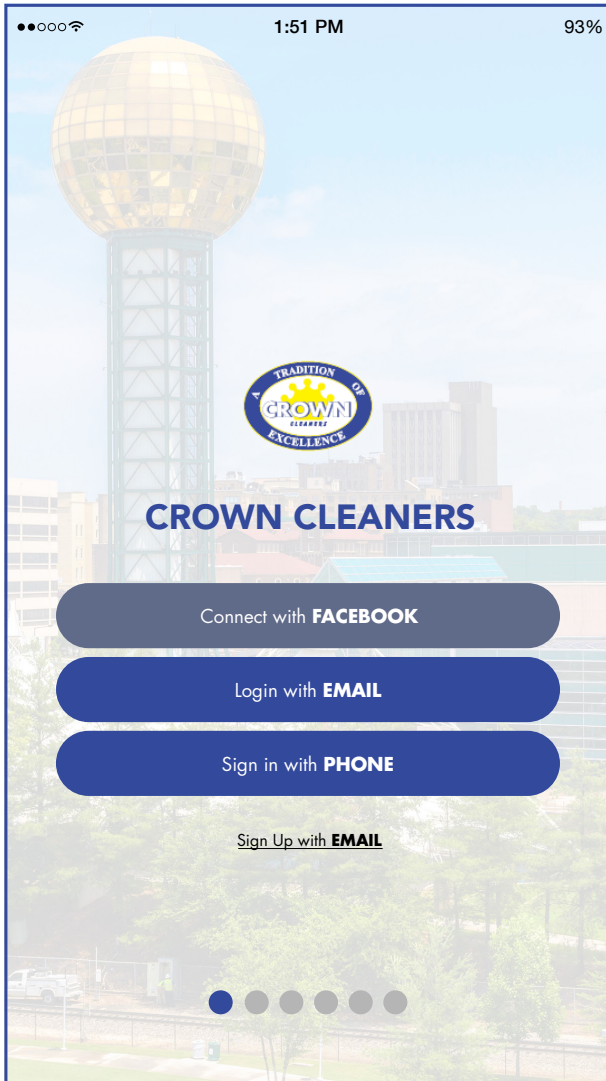 1:51 PM
93%
A TRADITION OF
CROWN
CLEANERS
EXCELLENCE
CROWN CLEANERS
Connect with FACEBOOK
Login with EMAIL
Sign in with PHONE
Sign Up with EMAIL